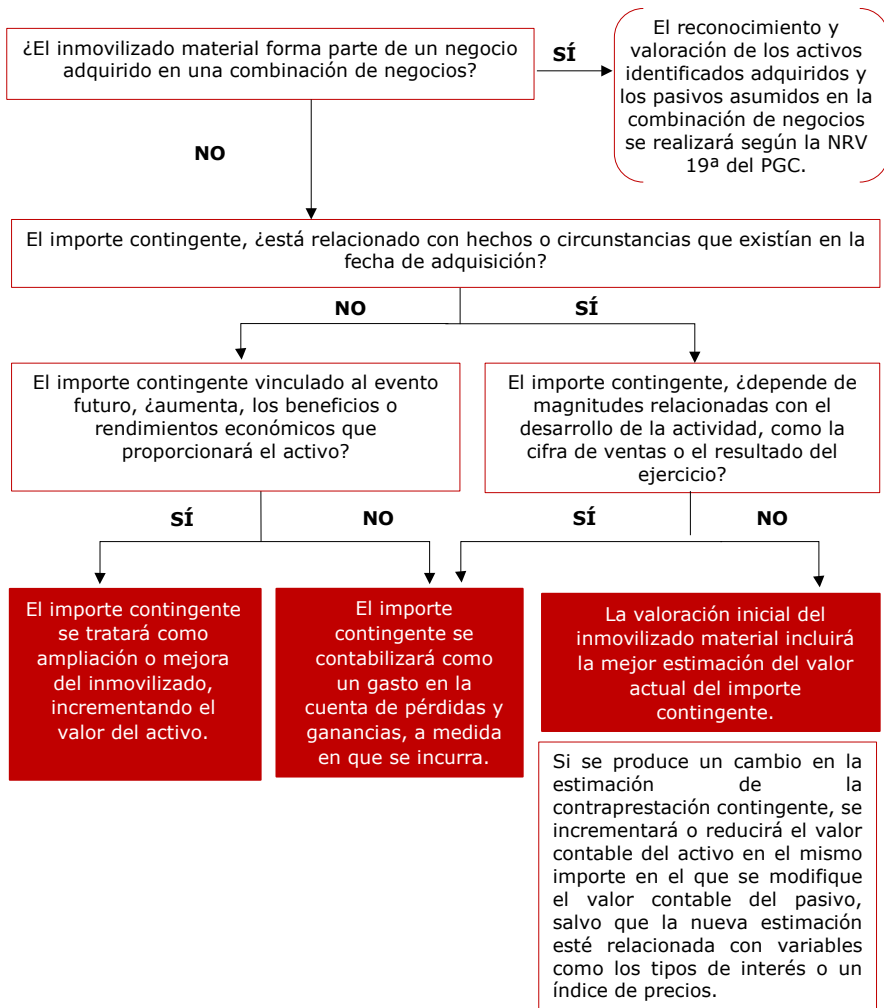 ¿El inmovilizado material forma parte de un negocio
adquirido en una combinación de negocios?
SÍ
El reconocimiento y
valoración de los activos
identificados adquiridos y
los pasivos asumidos en la
combinación de negocios
se realizará según la NRV
19ª del PGC.
NO
El importe contingente, ¿está relacionado con hechos o circunstancias que existían en la
fecha de adquisición?
NO
SÍ
El importe contingente vinculado al evento
futuro, ¿aumenta, los beneficios o
rendimientos económicos que
proporcionará el activo?
El importe contingente, ¿depende de
magnitudes relacionadas con el
desarrollo de la actividad, como la
cifra de ventas o el resultado del
ejercicio?
SÍ
NO
SÍ
NO
El importe contingente
se tratará como
ampliación o mejora
del inmovilizado,
incrementando el
valor del activo.
El importe
contingente se
contabilizará como
un gasto en la
cuenta de pérdidas y
ganancias, a medida
en que se incurra.
La valoración inicial del
inmovilizado material incluirá
la mejor estimación del valor
actual del importe
contingente.
Si se produce un cambio en la
estimación de la
contraprestación contingente, se
incrementará o reducirá el valor
contable del activo en el mismo
importe en el que se modifique
el valor contable del pasivo,
salvo que la nueva estimación
esté relacionada con variables
como los tipos de interés o un
índice de precios.